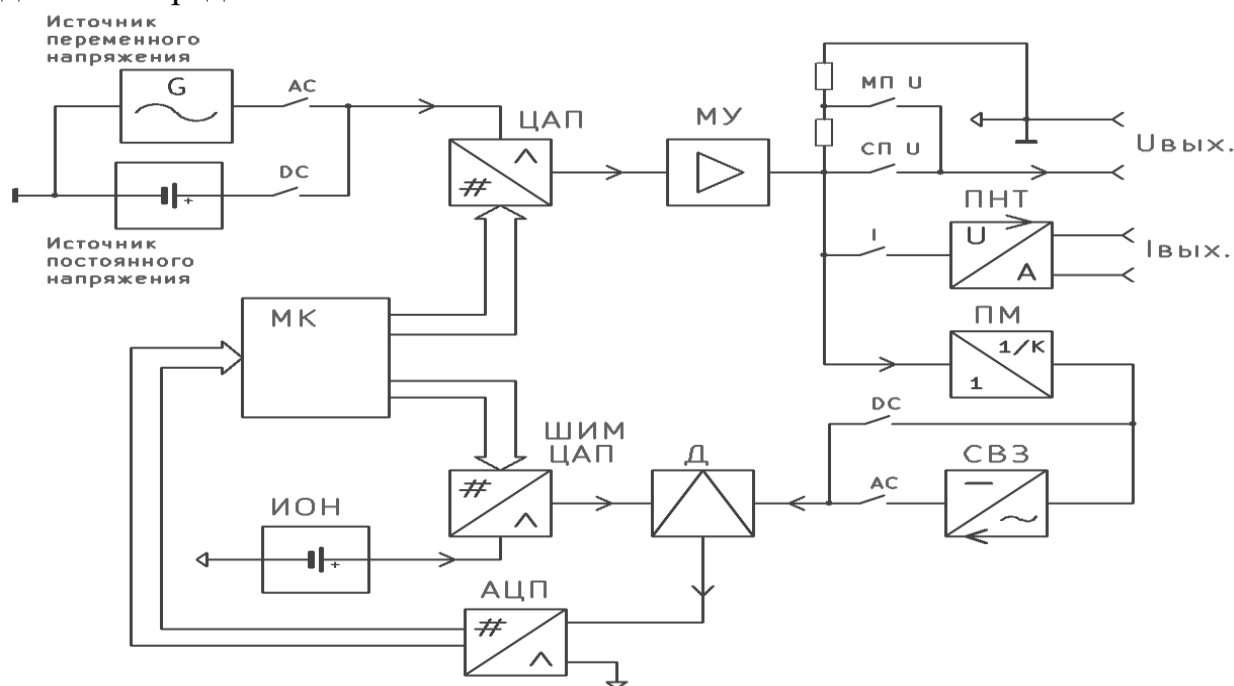 Источник
переменного
напряжения
G
AC
DC
Источник
постоянного
напряжения
ЦАП
#
^
МУ
МП U
СП U
Uвых.
ПНТ
I
U
A
Iвых.
ПМ
1/K
1
МК
DC
ШИМ
ЦАП
#
^
Д
AC
СВЗ
ИОН
+
+
АЦП
#
^